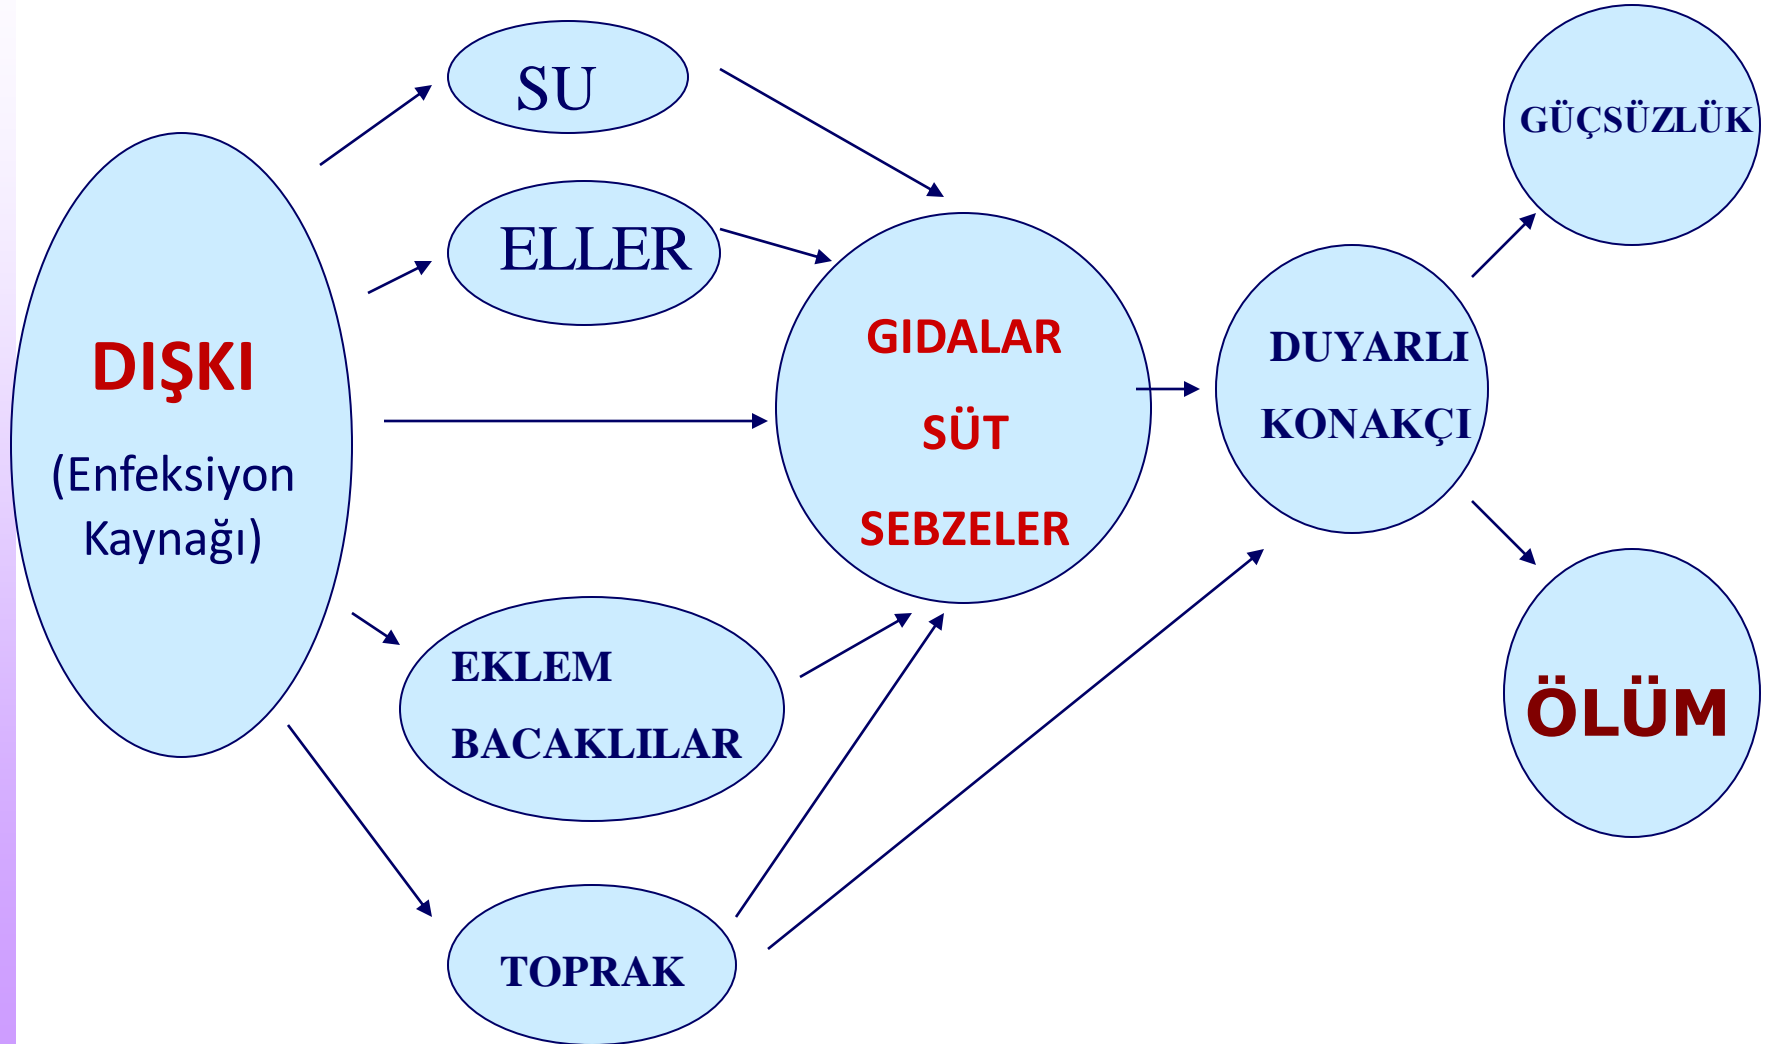 DIŞKI
(Enfeksiyon
Kaynağı)
SU
ELLER
EKLEM
BACAKLILAR
TOPRAK
GIDALAR
SÜT
SEBZELER
DUYARLI
KONAKÇI
GÜÇSÜZLÜK
ÖLÜM